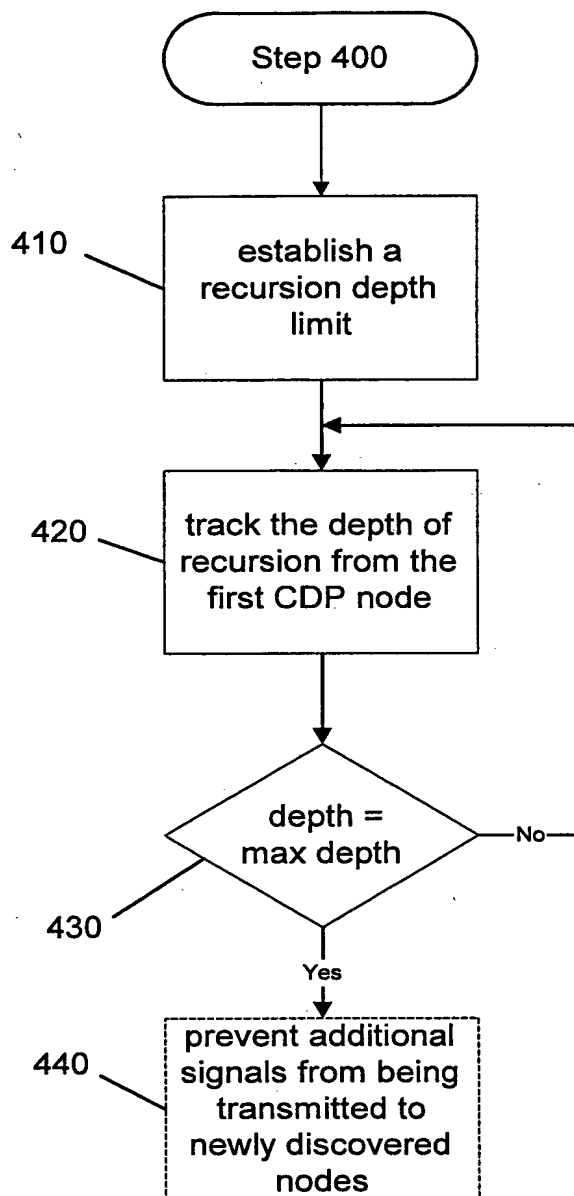 Step 400
410
establish a
recursion depth
limit
420
track the depth of
recursion from the
first CDP node
depth =
max depth
No
430
Yes
440
prevent additional
signals from being
transmitted to
newly discovered
nodes